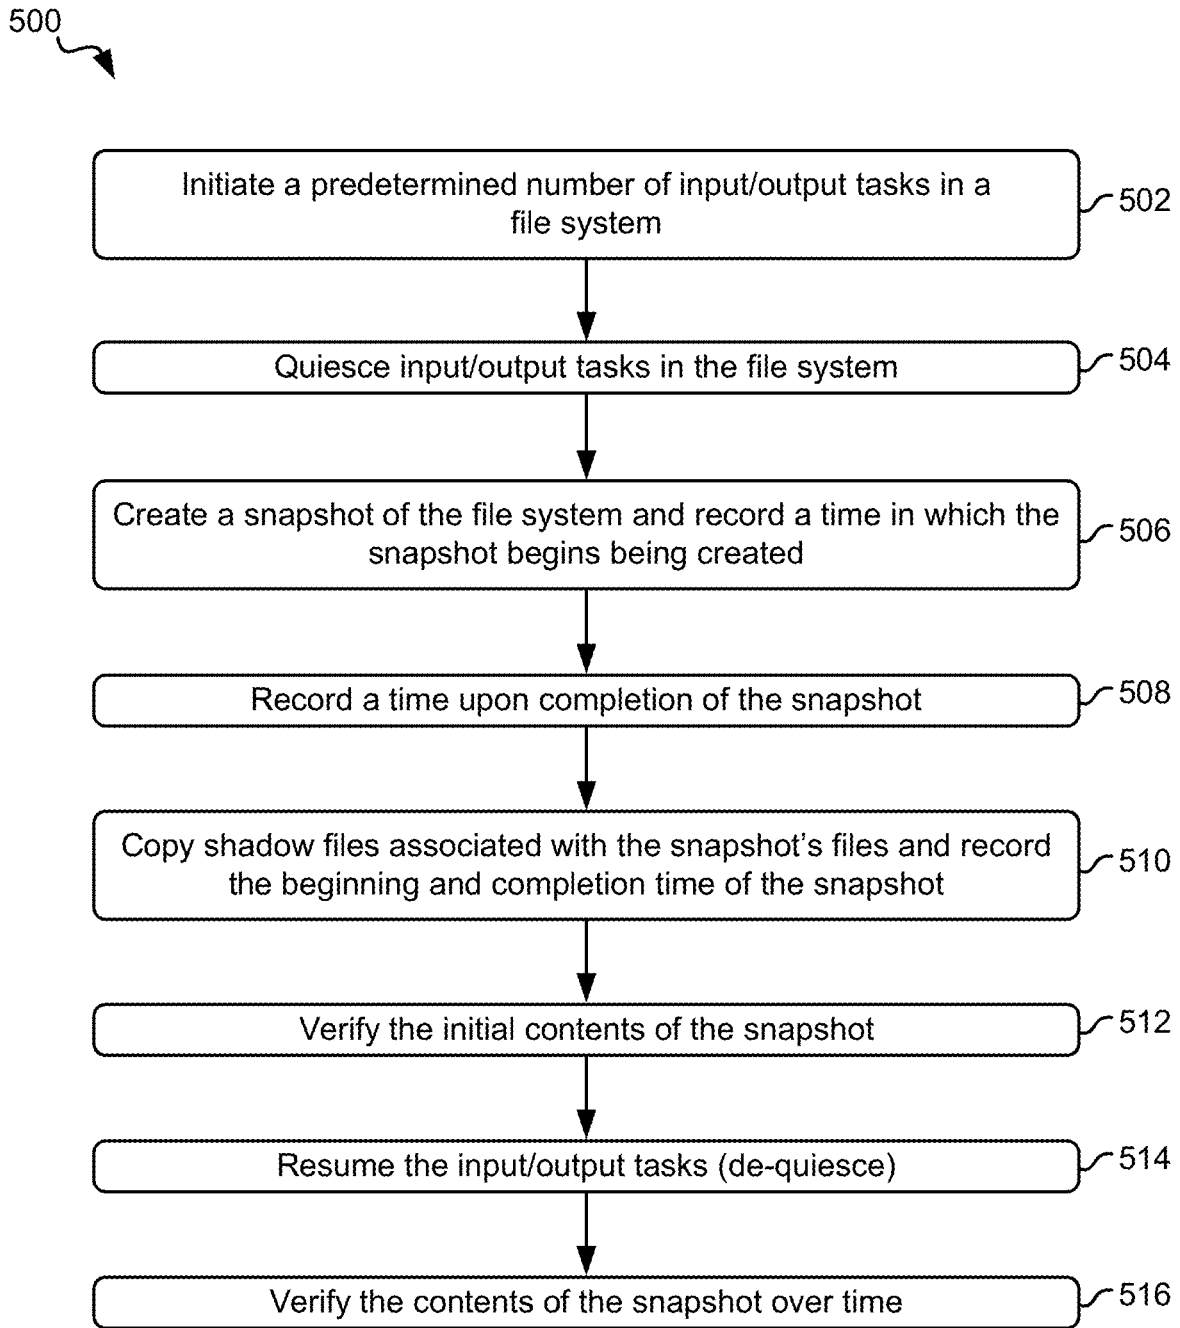 500
Initiate a predetermined number of input/output tasks in a
file system
502
Quiesce input/output tasks in the file system
504
Create a snapshot of the file system and record a time in which the
snapshot begins being created
506
Record a time upon completion of the snapshot
508
Copy shadow files associated with the snapshot's files and record
the beginning and completion time of the snapshot
510
Verify the initial contents of the snapshot
512
Resume the input/output tasks (de-quiesce)
514
Verify the contents of the snapshot over time
516